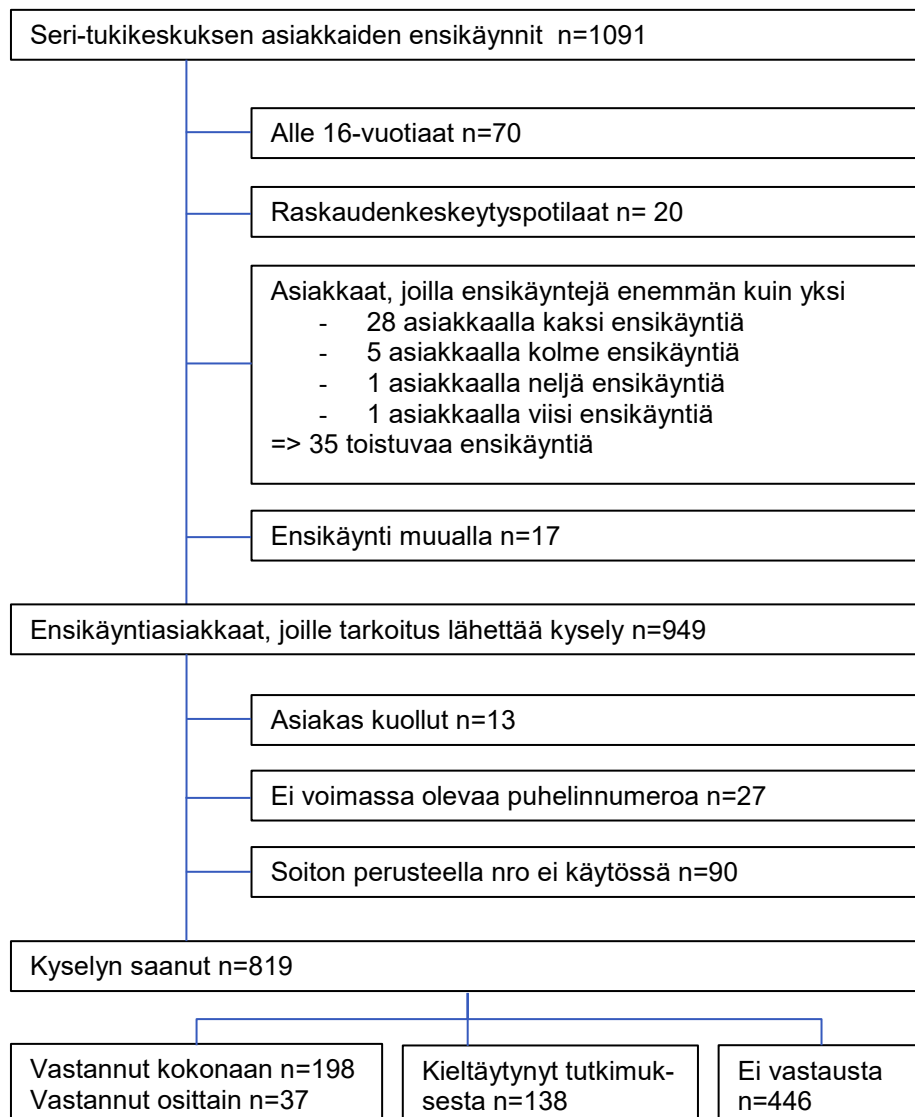 Seri-tukikeskuksen asiakkaiden ensikäynnit n=1091
Alle 16-vuotiaat n=70
Raskaudenkeskeytyspotilaat n= 20
Asiakkaat, joilla ensikäyntejä enemmän kuin yksi
- 28 asiakkaalla kaksi ensikäyntiä
- 5 asiakkaalla kolme ensikäyntiä
- 1 asiakkaalla neljä ensikäyntiä
- 1 asiakkaalla viisi ensikäyntiä
=> 35 toistuvaa ensikäyntiä
Ensikäynti muualla n=17
Ensikäyntiasiakkaat, joille tarkoitus lähettää kysely n=949
Asiakas kuollut n=13
Ei voimassa olevaa puhelinnumeroa n=27
Soiton perusteella nro ei käytössä n=90
Kyselyn saanut n=819
Vastannut kokonaan n=198
Vastannut osittain n=37
Kieltäytynyt tutkimuk-
sesta n=138
Ei vastausta
n=446